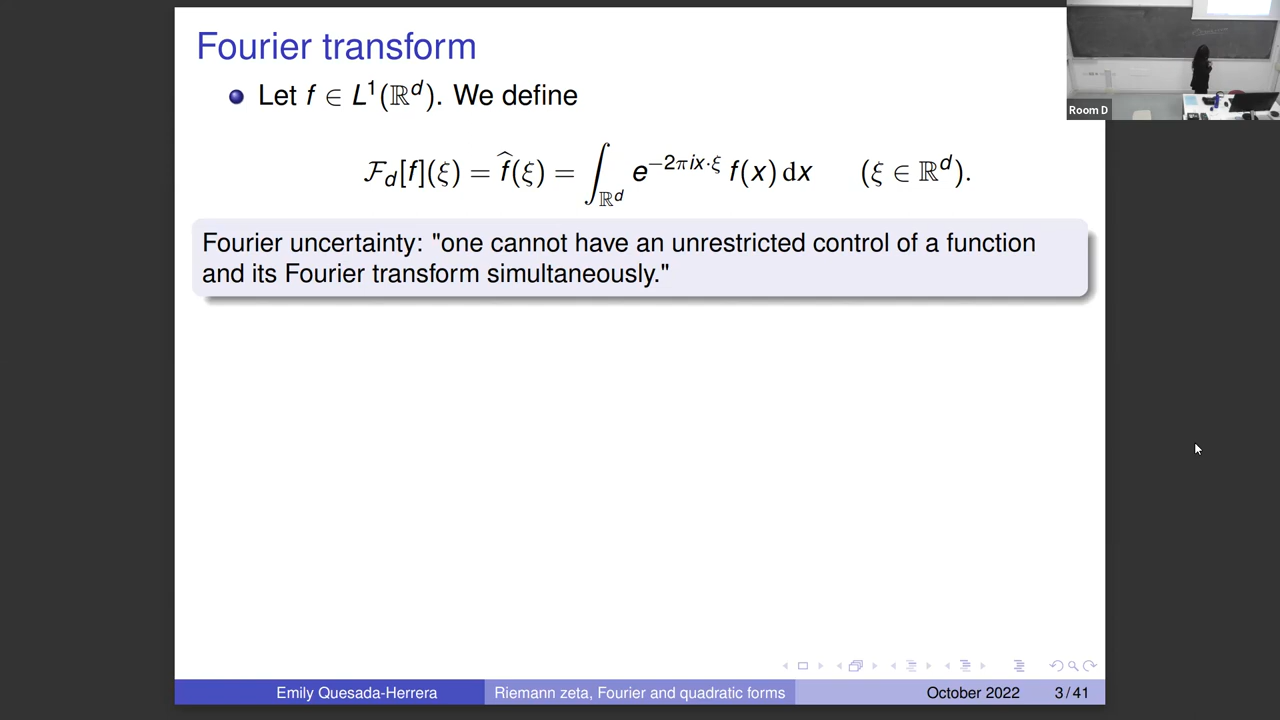 Fourier transform
Let f ∈ L¹(ℝᵈ). We define
ℱ_d[f](ξ) = f̂(ξ) = ∫_{ℝᵈ} e^{−2πix·ξ} f(x) dx (ξ ∈ ℝᵈ).
Fourier uncertainty: "one cannot have an unrestricted control of a function
and its Fourier transform simultaneously."
Room D
Emily Quesada-Herrera Riemann zeta, Fourier and quadratic forms October 2022 3 / 41